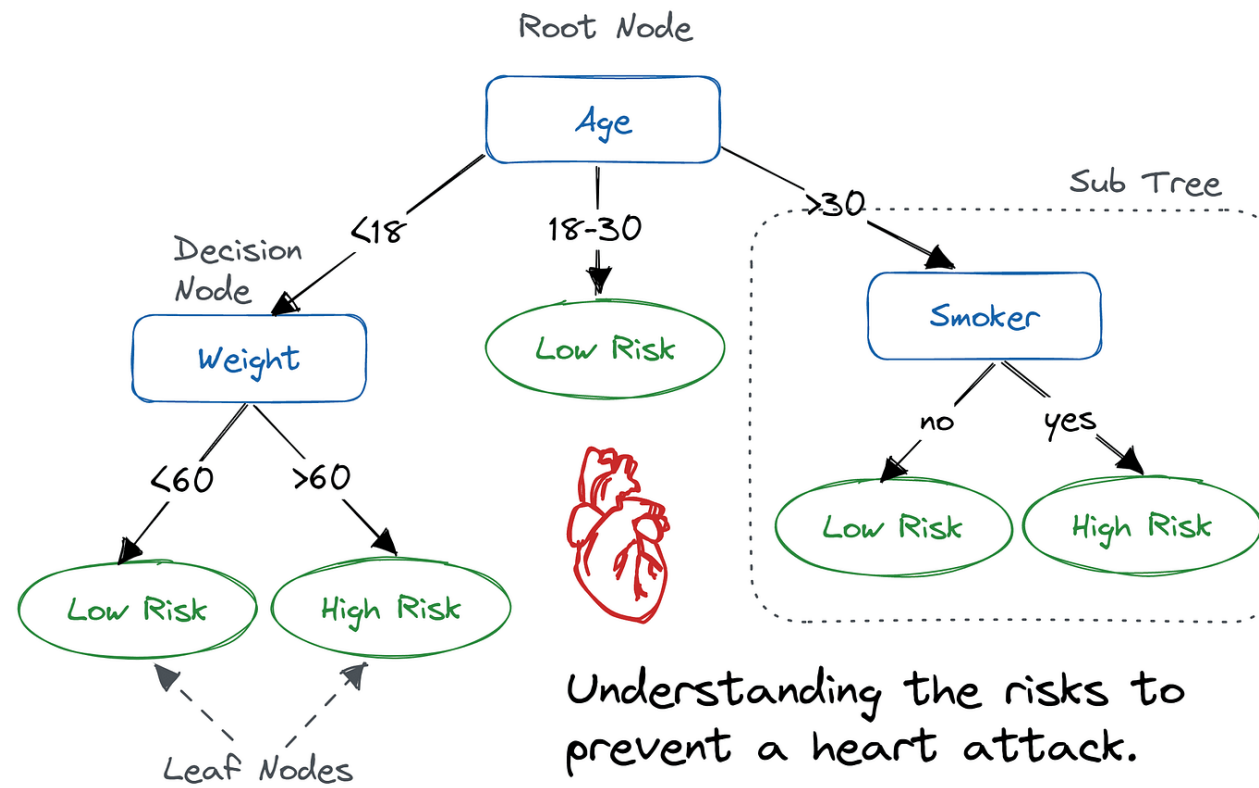 Root Node
Age
Sub Tree
<18
18-30
>30
Decision
Node
Weight
Low Risk
Smoker
<60
>60
no
yes
Low Risk
High Risk
Low Risk
High Risk
Leaf Nodes
Understanding the risks to
prevent a heart attack.